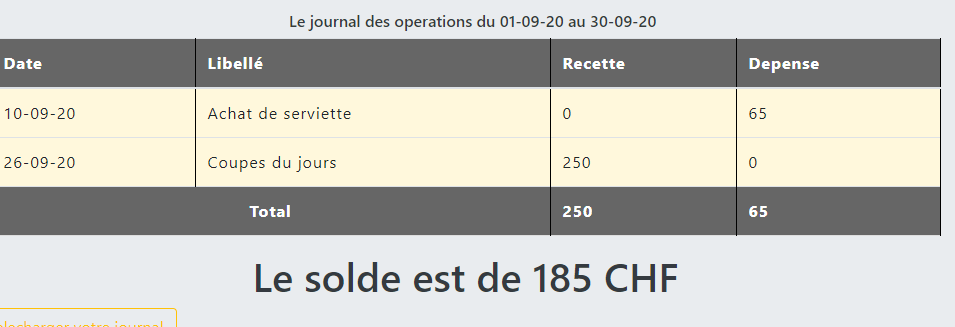 Le journal des operations du 01-09-20 au 30-09-20
Date Libellé Recette Depense
10-09-20 Achat de serviette 0 65
26-09-20 Coupes du jours 250 0
Total 250 65
Le solde est de 185 CHF
votre journal